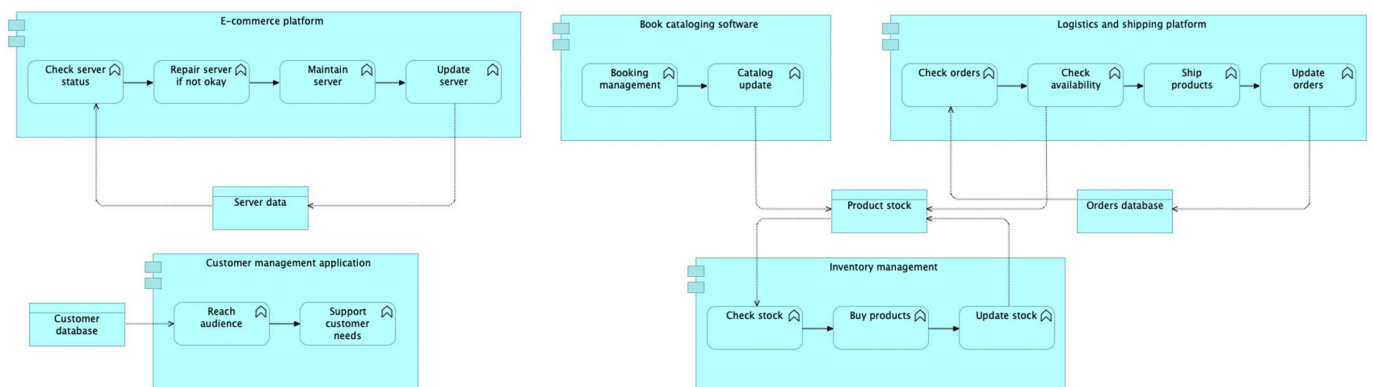 E-commerce platform
Check server
status
Repair server
if not okay
Maintain
server
Update
server
Server data
Book cataloging software
Booking
management
Catalog
update
Logistics and shipping platform
Check orders
Check
availability
Ship
products
Update
orders
Product stock
Orders database
Customer management application
Customer
database
Reach
audience
Support
customer
needs
Inventory management
Check stock
Buy products
Update stock